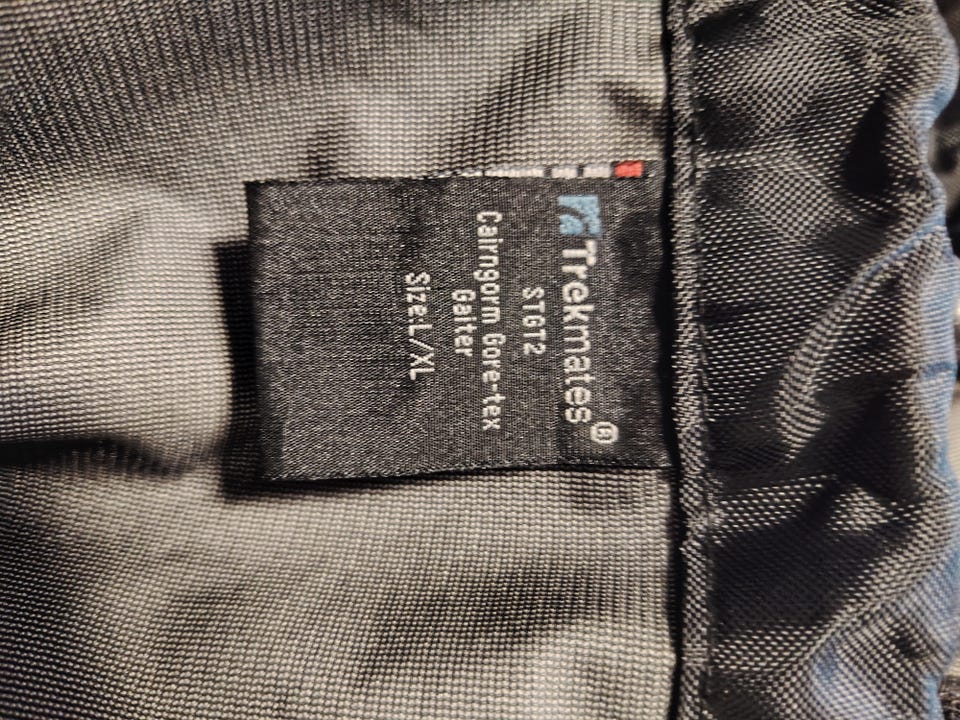 Trekmates®
STGT2
Cairngorm Gore-tex
Gaiter
Size:L/XL